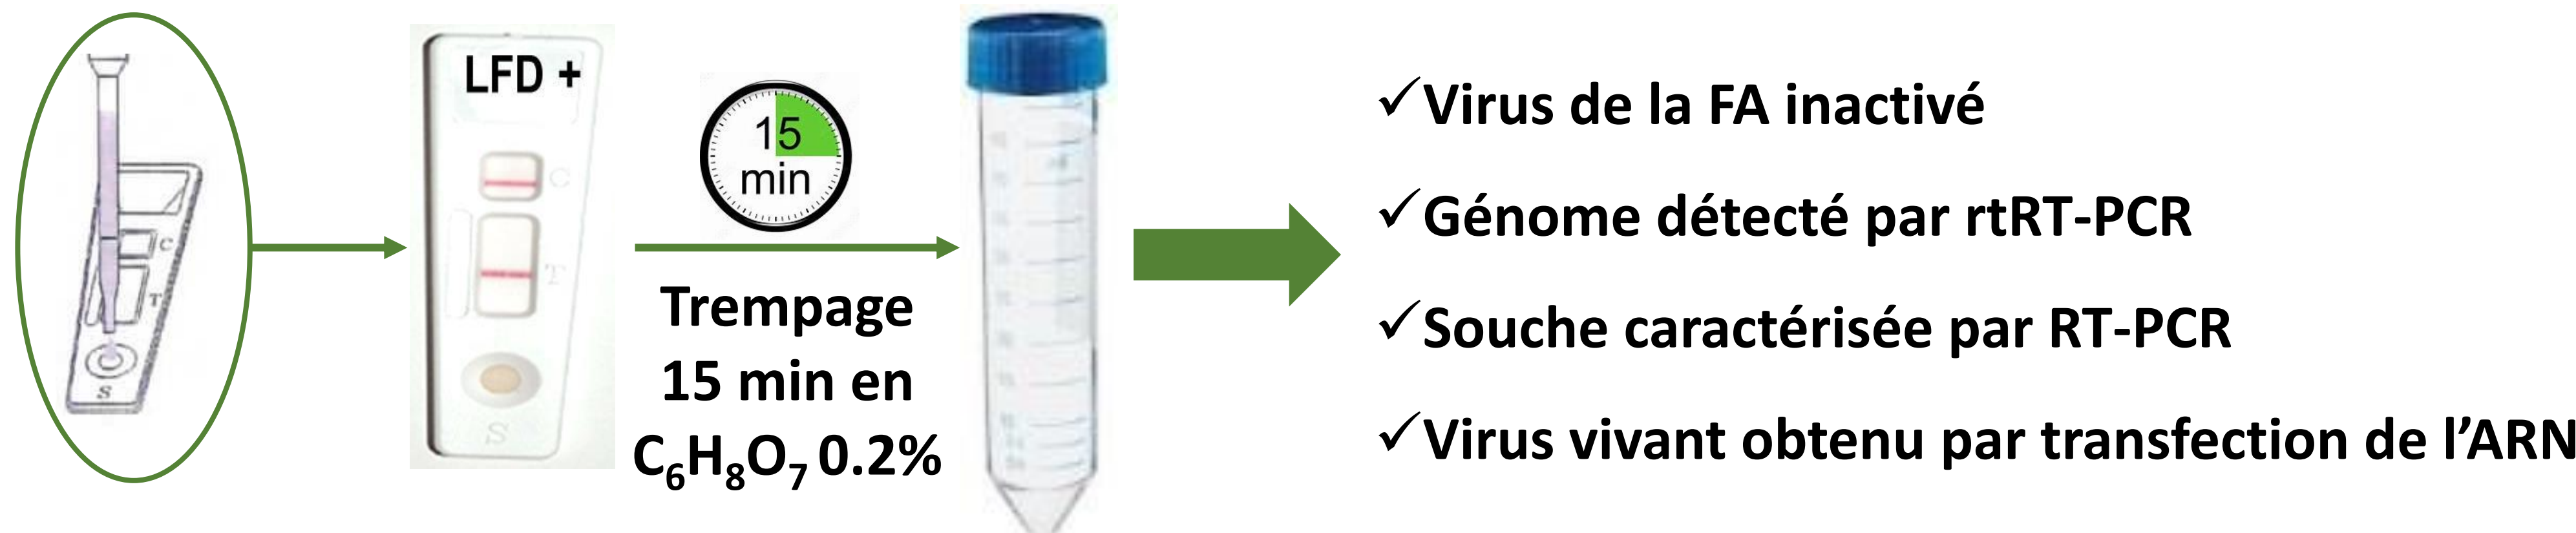 C
T
S
LFD +
C
T
S
15
min
Trempage
15 min en
C₆H₈O₇ 0.2%
✓Virus de la FA inactivé
✓Génome détecté par rtRT-PCR
✓Souche caractérisée par RT-PCR
✓Virus vivant obtenu par transfection de l’ARN